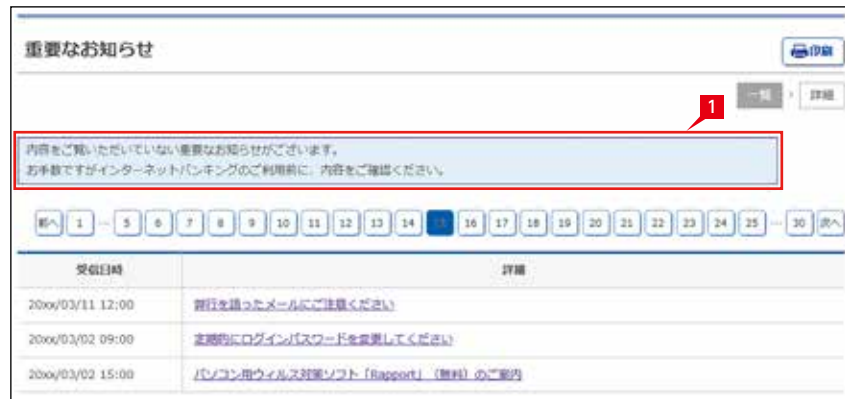 重要なお知らせ
印刷
1
一覧 > 詳細
内容をご覧いただいていない重要なお知らせがございます。
お手数ですがインターネットバンキングのご利用前に、内容をご確認ください。
前へ 1 … 5 6 7 8 9 10 11 12 13 14 15 16 17 18 19 20 21 22 23 24 25 … 30 次へ
受信日時 詳細
20xx/03/11 12:00 銀行を語ったメールにご注意ください
20xx/03/02 09:00 定期的にログインパスワードを変更してください
20xx/03/02 15:00 パソコン用ウィルス対策ソフト「Rapport」（無料）のご案内